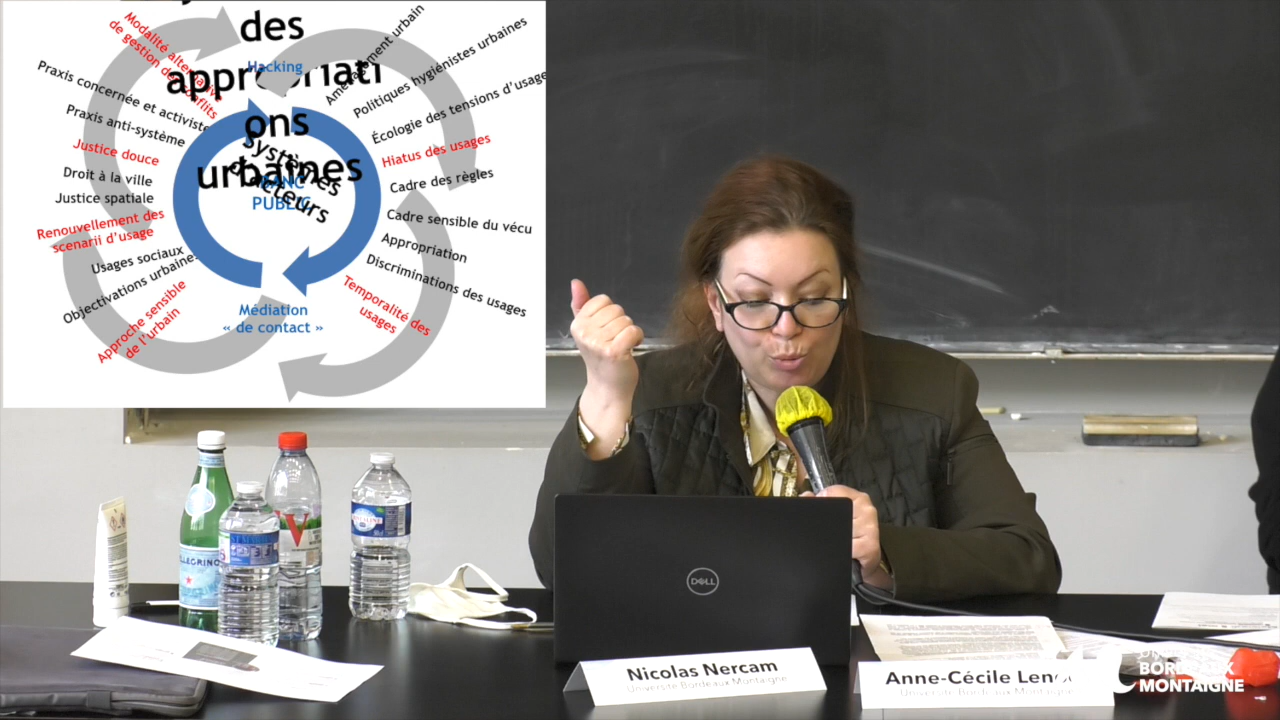 des
appropriati
ons
urbaines
Hacking
Systèmes
d'acteurs
BANC
PUBLIC
Médiation
« de contact »
Modalité alternative
de gestion des conflits
Praxis concernée et activiste
Praxis anti-système
Justice douce
Droit à la ville
Justice spatiale
Renouvellement des
scenarii d'usage
Usages sociaux
Objectivations urbaines
Approche sensible
de l'urbain
Aménagement urbain
Politiques hygiénistes urbaines
Écologie des tensions d'usage
Hiatus des usages
Cadre des règles
Cadre sensible du vécu
Appropriation
Discriminations des usages
Temporalité des
usages
PELLEGRINO
DELL
Nicolas Nercam
Université Bordeaux Montaigne
Anne-Cécile Leno
Université Bordeaux Montaigne
BORDEAUX
MONTAIGNE